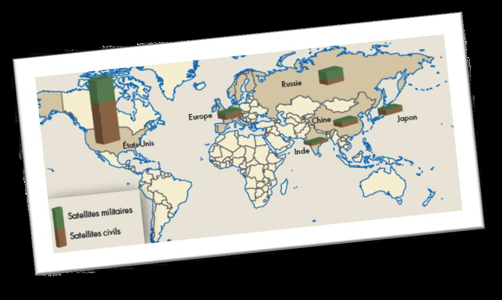 Russie
Europe
Chine
Japon
États-Unis
Inde
Satellites militaires
Satellites civils